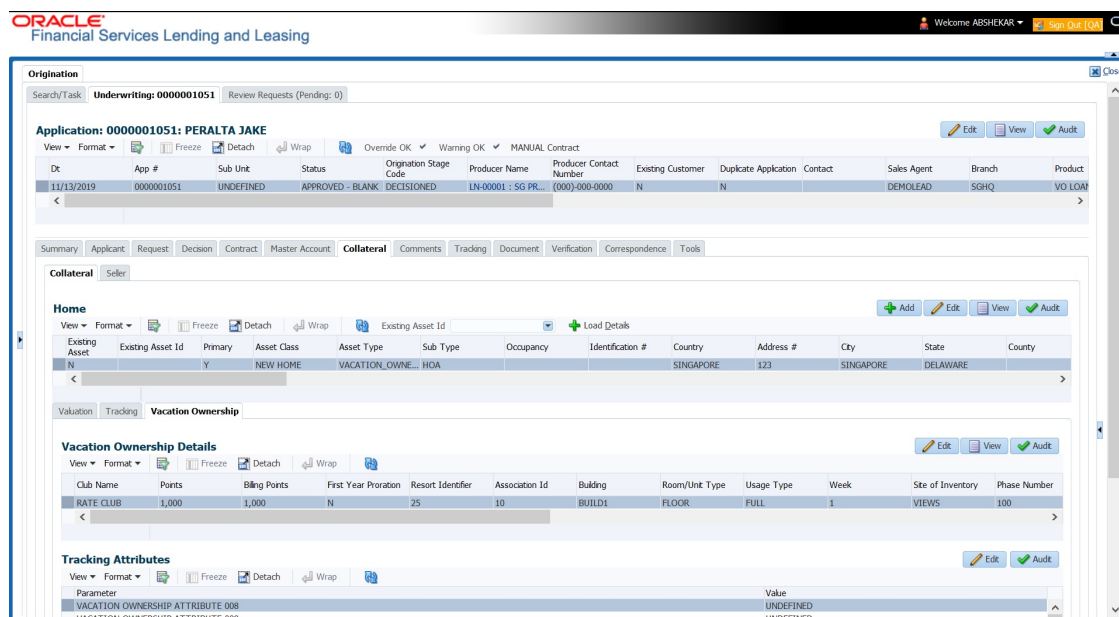 ORACLE
Financial Services Lending and Leasing
Welcome ABSHEKAR
Sign Out [QA]
Origination
Close
Search/Task Underwriting: 0000001051 Review Requests (Pending: 0)
Application: 0000001051: PERALTA JAKE
Edit View Audit
View Format Freeze Detach Wrap Override OK Warning OK MANUAL Contract
Dt App # Sub Unit Status Origination Stage Code Producer Name Producer Contact Number Existing Customer Duplicate Application Contact Sales Agent Branch Product
11/13/2019 0000001051 UNDEFINED APPROVED - BLANK DECISIONED LN-00001 : SG PR... (000)-000-0000 N N DEMOLEAD SGHQ VO LOAN
Summary Applicant Request Decision Contract Master Account Collateral Comments Tracking Document Verification Correspondence Tools
Collateral Seller
Home
Add Edit View Audit
View Format Freeze Detach Wrap Existing Asset Id Load Details
Existing Asset Existing Asset Id Primary Asset Class Asset Type Sub Type Occupancy Identification # Country Address # City State County
N Y NEW HOME VACATION_OWNE... HOA SINGAPORE 123 SINGAPORE DELAWARE
Valuation Tracking Vacation Ownership
Vacation Ownership Details
Edit View Audit
View Format Freeze Detach Wrap
Club Name Points Billing Points First Year Proration Resort Identifier Association Id Building Room/Unit Type Usage Type Week Site of Inventory Phase Number
RATE CLUB 1,000 1,000 N 25 10 BUILD1 FLOOR FULL 1 VIEWS 100
Tracking Attributes
Edit Audit
View Format Freeze Detach Wrap
Parameter Value
VACATION OWNERSHIP ATTRIBUTE 008 UNDEFINED